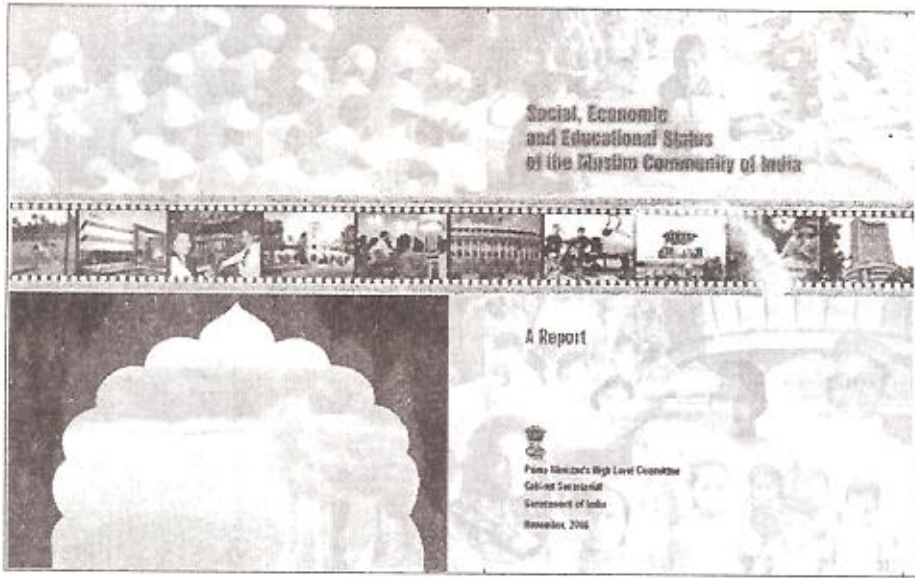 Social, Economic
and Educational Status
of the Muslim Community of India
A Report
Prime Minister's High Level Committee
Cabinet Secretariat
Government of India
November, 2006